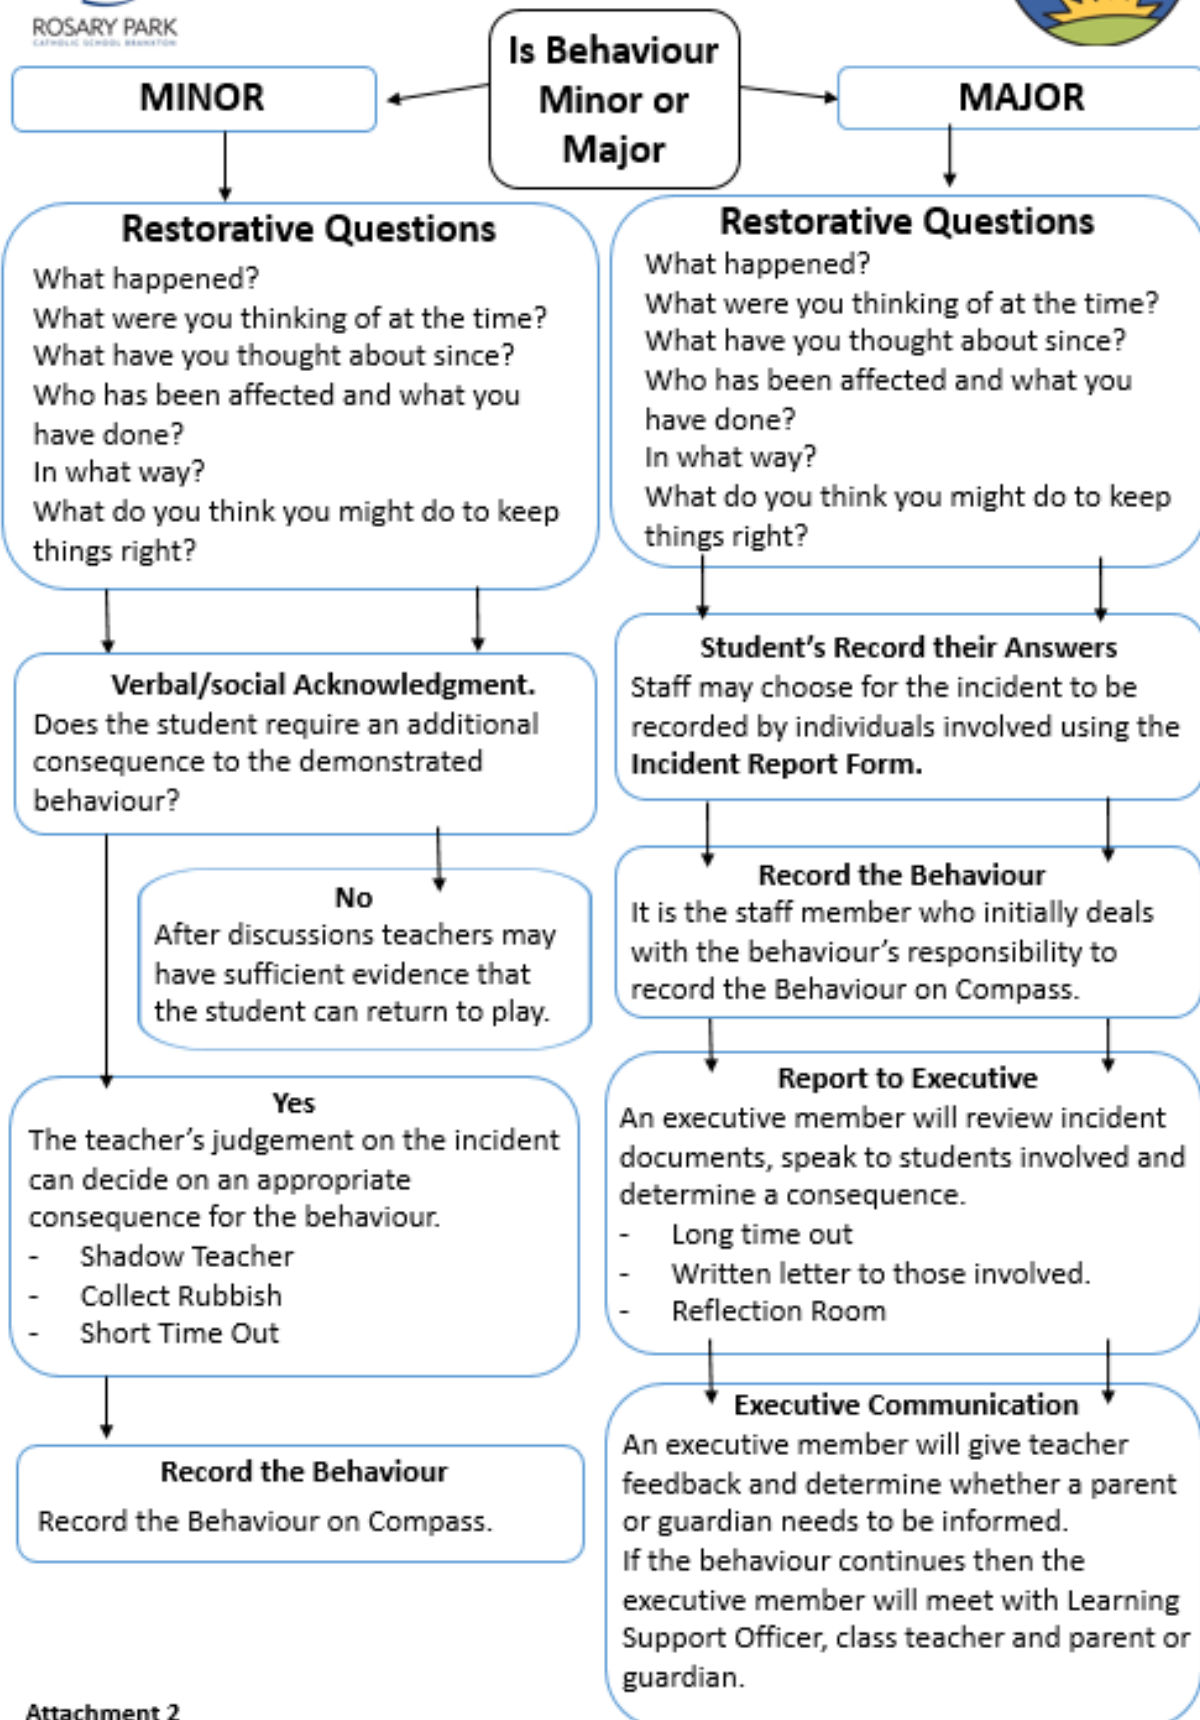 ROSARY PARK
CATHOLIC SCHOOL BRANXTON
Is Behaviour
Minor or
Major
MINOR
MAJOR
Restorative Questions
What happened?
What were you thinking of at the time?
What have you thought about since?
Who has been affected and what you
have done?
In what way?
What do you think you might do to keep
things right?
Verbal/social Acknowledgment.
Does the student require an additional
consequence to the demonstrated
behaviour?
No
After discussions teachers may
have sufficient evidence that
the student can return to play.
Yes
The teacher’s judgement on the incident
can decide on an appropriate
consequence for the behaviour.
- Shadow Teacher
- Collect Rubbish
- Short Time Out
Record the Behaviour
Record the Behaviour on Compass.
Restorative Questions
What happened?
What were you thinking of at the time?
What have you thought about since?
Who has been affected and what you
have done?
In what way?
What do you think you might do to keep
things right?
Student’s Record their Answers
Staff may choose for the incident to be
recorded by individuals involved using the
Incident Report Form.
Record the Behaviour
It is the staff member who initially deals
with the behaviour’s responsibility to
record the Behaviour on Compass.
Report to Executive
An executive member will review incident
documents, speak to students involved and
determine a consequence.
- Long time out
- Written letter to those involved.
- Reflection Room
Executive Communication
An executive member will give teacher
feedback and determine whether a parent
or guardian needs to be informed.
If the behaviour continues then the
executive member will meet with Learning
Support Officer, class teacher and parent or
guardian.
Attachment 2